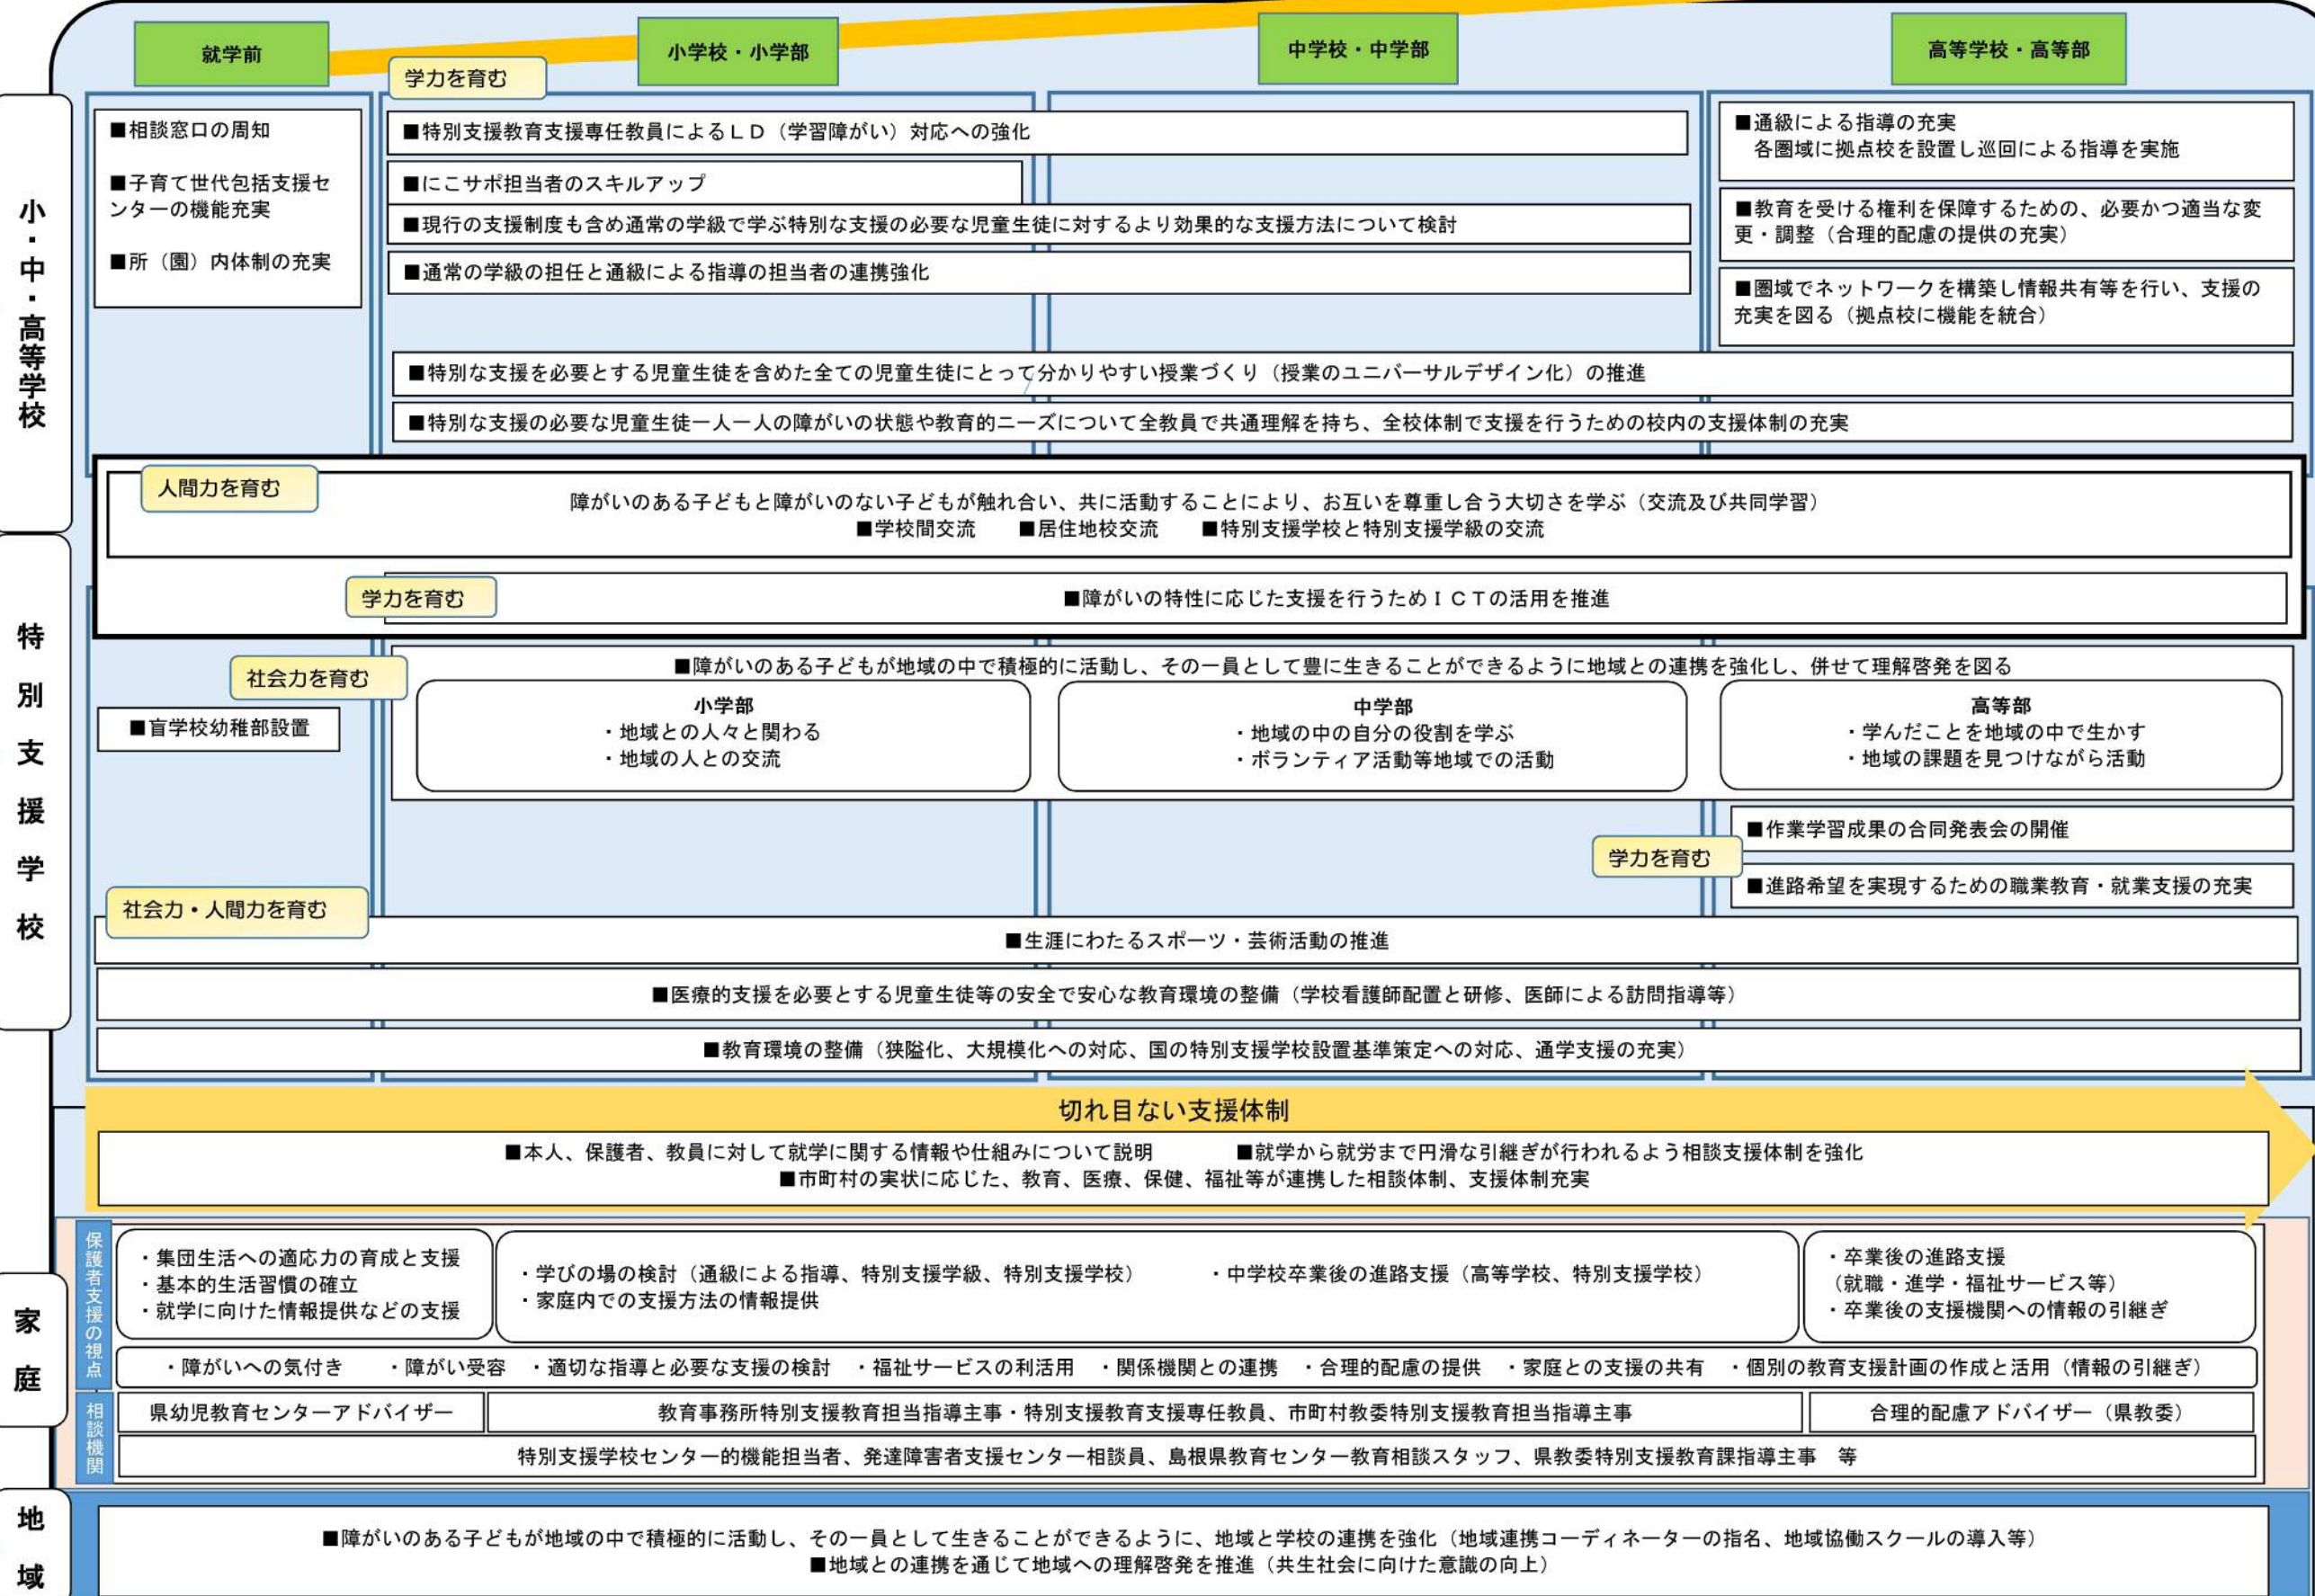 就学前
小学校・小学部
中学校・中学部
高等学校・高等部
学力を育む
小・中・高等学校
■相談窓口の周知
■子育て世代包括支援セ
ンターの機能充実
■所（園）内体制の充実
■特別支援教育支援専任教員によるＬＤ（学習障がい）対応への強化
■にこサポ担当者のスキルアップ
■現行の支援制度も含め通常の学級で学ぶ特別な支援の必要な児童生徒に対するより効果的な支援方法について検討
■通常の学級の担任と通級による指導の担当者の連携強化
■通級による指導の充実
各圏域に拠点校を設置し巡回による指導を実施
■教育を受ける権利を保障するための、必要かつ適当な変
更・調整（合理的配慮の提供の充実）
■圏域でネットワークを構築し情報共有等を行い、支援の
充実を図る（拠点校に機能を統合）
■特別な支援を必要とする児童生徒を含めた全ての児童生徒にとって分かりやすい授業づくり（授業のユニバーサルデザイン化）の推進
■特別な支援の必要な児童生徒一人一人の障がいの状態や教育的ニーズについて全教員で共通理解を持ち、全校体制で支援を行うための校内の支援体制の充実
人間力を育む
障がいのある子どもと障がいのない子どもが触れ合い、共に活動することにより、お互いを尊重し合う大切さを学ぶ（交流及び共同学習）
■学校間交流　■居住地校交流　■特別支援学校と特別支援学級の交流
特別支援学校
学力を育む
■障がいの特性に応じた支援を行うためＩＣＴの活用を推進
社会力を育む
■障がいのある子どもが地域の中で積極的に活動し、その一員として豊に生きることができるように地域との連携を強化し、併せて理解啓発を図る
■盲学校幼稚部設置
小学部
・地域との人々と関わる
・地域の人との交流
中学部
・地域の中の自分の役割を学ぶ
・ボランティア活動等地域での活動
高等部
・学んだことを地域の中で生かす
・地域の課題を見つけながら活動
学力を育む
■作業学習成果の合同発表会の開催
■進路希望を実現するための職業教育・就業支援の充実
社会力・人間力を育む
■生涯にわたるスポーツ・芸術活動の推進
■医療的支援を必要とする児童生徒等の安全で安心な教育環境の整備（学校看護師配置と研修、医師による訪問指導等）
■教育環境の整備（狭隘化、大規模化への対応、国の特別支援学校設置基準策定への対応、通学支援の充実）
切れ目ない支援体制
■本人、保護者、教員に対して就学に関する情報や仕組みについて説明　■就学から就労まで円滑な引継ぎが行われるよう相談支援体制を強化
■市町村の実状に応じた、教育、医療、保健、福祉等が連携した相談体制、支援体制充実
家庭
保護者支援の視点
・集団生活への適応力の育成と支援
・基本的生活習慣の確立
・就学に向けた情報提供などの支援
・学びの場の検討（通級による指導、特別支援学級、特別支援学校）　・中学校卒業後の進路支援（高等学校、特別支援学校）
・家庭内での支援方法の情報提供
・卒業後の進路支援
（就職・進学・福祉サービス等）
・卒業後の支援機関への情報の引継ぎ
・障がいへの気付き　・障がい受容　・適切な指導と必要な支援の検討　・福祉サービスの利活用　・関係機関との連携　・合理的配慮の提供　・家庭との支援の共有　・個別の教育支援計画の作成と活用（情報の引継ぎ）
相談機関
県幼児教育センターアドバイザー
教育事務所特別支援教育担当指導主事・特別支援教育支援専任教員、市町村教委特別支援教育担当指導主事
合理的配慮アドバイザー（県教委）
特別支援学校センター的機能担当者、発達障害者支援センター相談員、島根県教育センター教育相談スタッフ、県教委特別支援教育課指導主事　等
地域
■障がいのある子どもが地域の中で積極的に活動し、その一員として生きることができるように、地域と学校の連携を強化（地域連携コーディネーターの指名、地域協働スクールの導入等）
■地域との連携を通じて地域への理解啓発を推進（共生社会に向けた意識の向上）